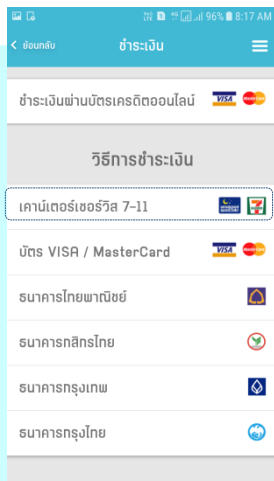 96% 8:17 AM
ย้อนกลับ ชำระเงิน
ชำระเงินผ่านบัตรเครดิตออนไลน์ VISA MasterCard
วิธีการชำระเงิน
เคาน์เตอร์เซอร์วิส 7-11
บัตร VISA / MasterCard VISA MasterCard
ธนาคารไทยพาณิชย์
ธนาคารกสิกรไทย
ธนาคารกรุงเทพ
ธนาคารกรุงไทย